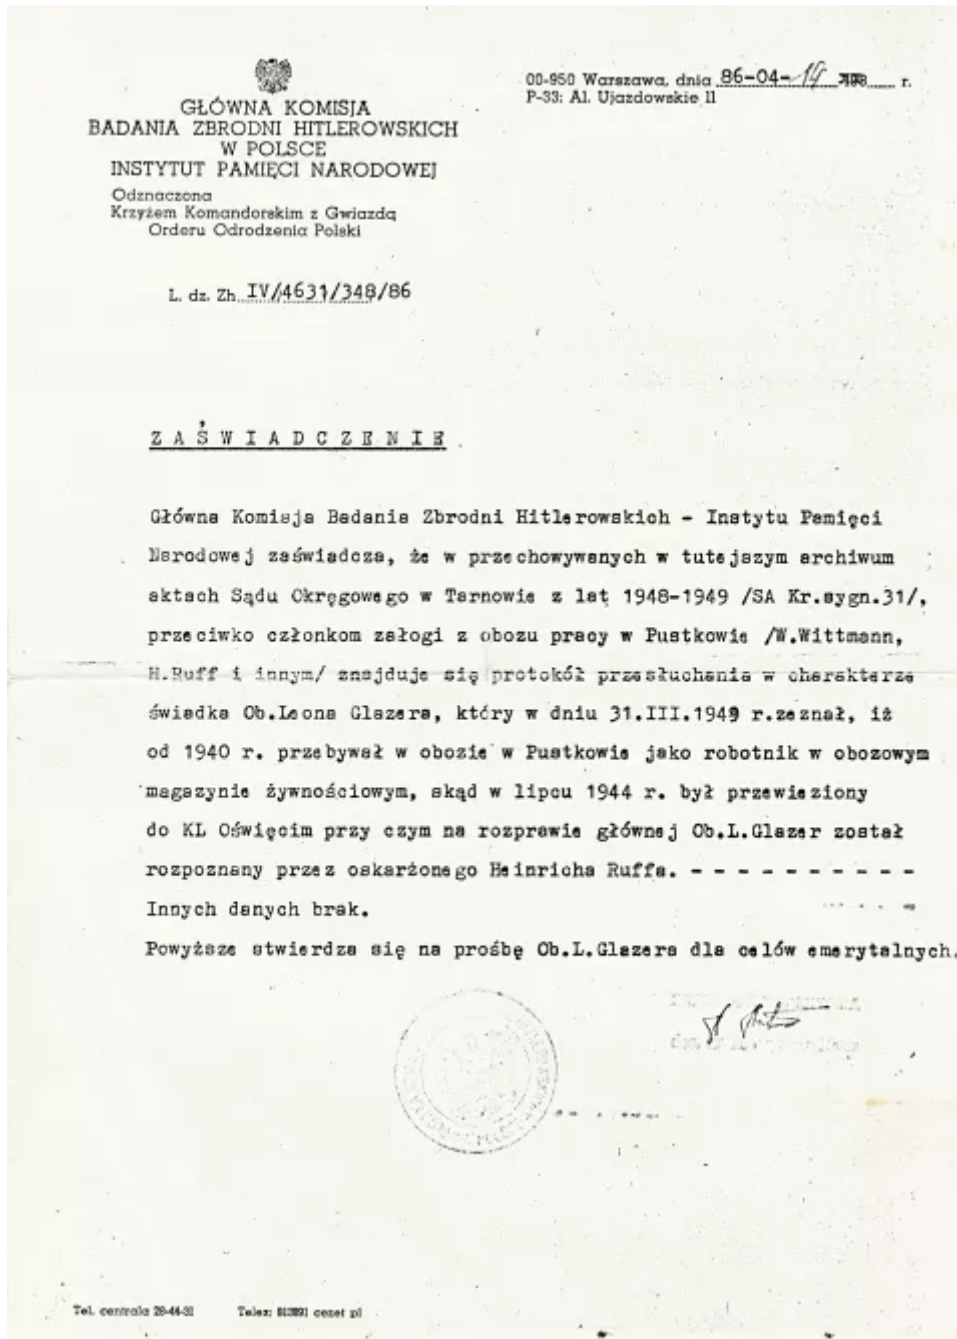 GŁÓWNA KOMISJA
BADANIA ZBRODNI HITLEROWSKICH
W POLSCE
INSTYTUT PAMIĘCI NARODOWEJ
Odznaczona
Krzyżem Komandorskim z Gwiazdą
Orderu Odrodzenia Polski
00-950 Warszawa, dnia 86-04- r.
P-33: Al. Ujazdowskie 11
L. dz. Zh. IV/4631/348/86
ZAŚWIADCZENIE
Główna Komisja Badania Zbrodni Hitlerowskich - Instytu Pamięci
Narodowej zaświadcza, że w przechowywanych w tutejszym archiwum
aktach Sądu Okręgowego w Tarnowie z lat 1948-1949 /SA Kr.sygn.31/,
przeciwko członkom załogi z obozu pracy w Pustkowie /W.Wittmann,
H.Ruff i innym/ znajduje się protokół przesłuchania w charakterze
świadka Ob.Leona Glazera, który w dniu 31.III.1949 r.zeznał, iż
od 1940 r. przebywał w obozie w Pustkowie jako robotnik w obozowym
magazynie żywnościowym, skąd w lipcu 1944 r. był przewieziony
do KL Oświęcim przy czym na rozprawie głównej Ob.L.Glazer został
rozpoznany przez oskarżonego Heinricha Ruffa. - - - - - - - - - -
Innych danych brak.
Powyższe stwierdza się na prośbę Ob.L.Glazera dla celów emerytalnych.
Tel. centrala 28-44-31 Telex: cezet pl